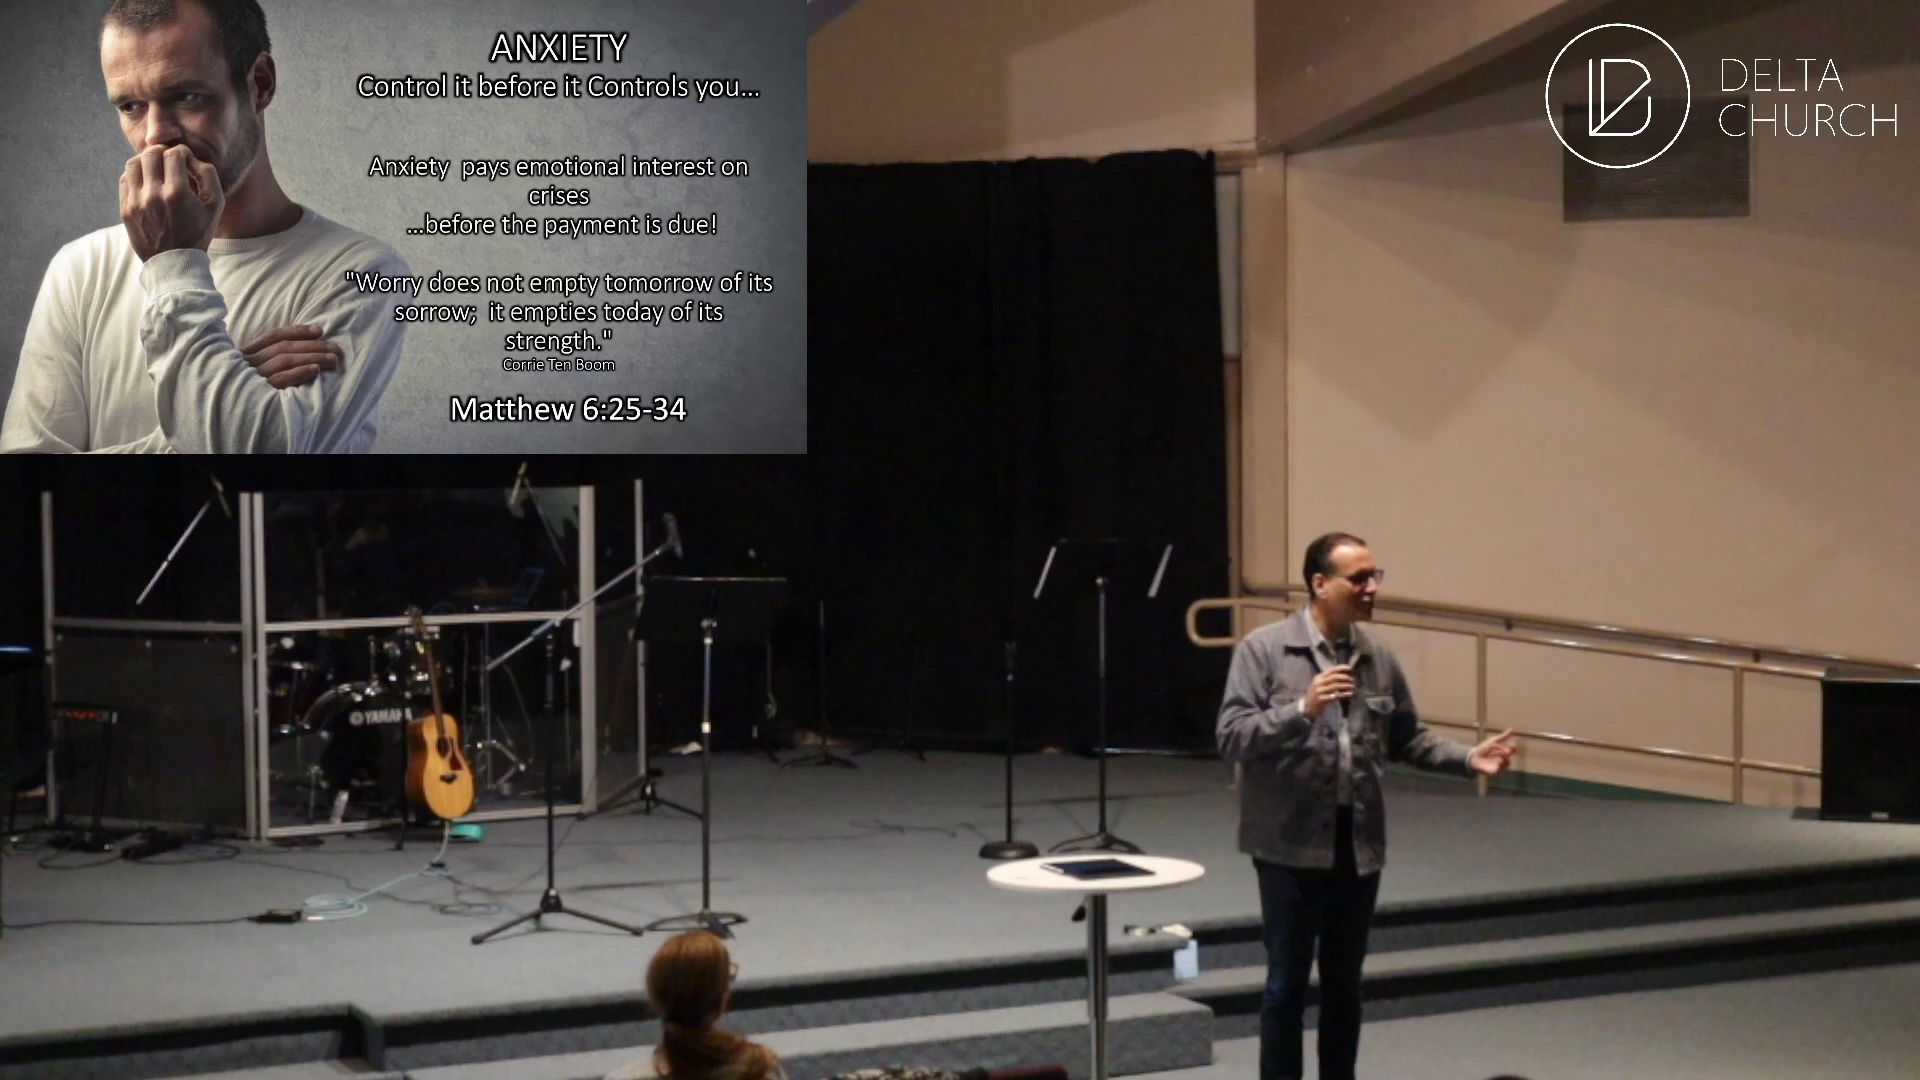 ANXIETY
Control it before it Controls you...
Anxiety  pays emotional interest on
crises
...before the payment is due!
"Worry does not empty tomorrow of its
sorrow;  it empties today of its
strength."
Corrie Ten Boom
Matthew 6:25-34
DELTA
CHURCH
YAMAHA